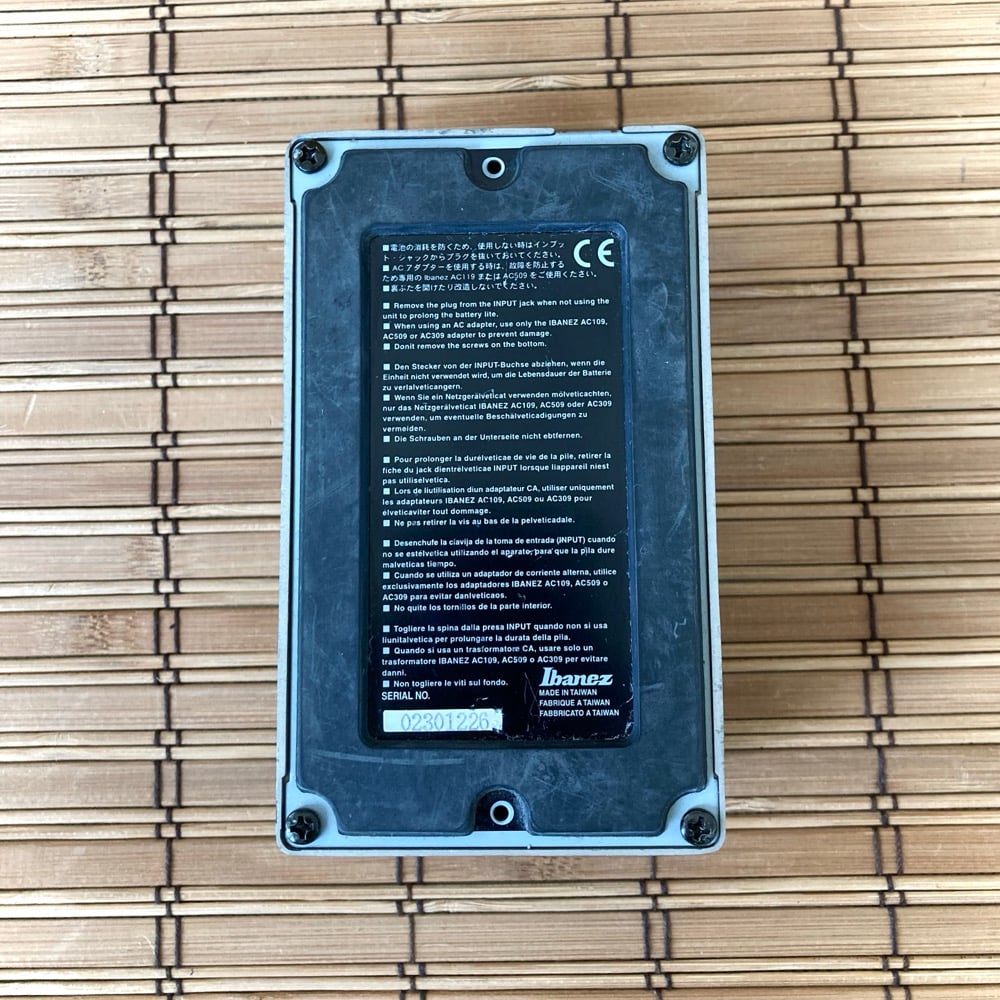 ■電池の消耗を防ぐため、使用しない時はインプッ
ト・ジャックからプラグを抜いておいてください。
■ACアダプターを使用する時は、故障を防止する
ため専用の Ibanez AC119 または AC509 をご使用ください。
■裏ぶたを開けたり改造しないでください。
CE
■ Remove the plug from the INPUT jack when not using the
unit to prolong the battery lite.
■ When using an AC adapter, use only the IBANEZ AC109,
AC509 or AC309 adapter to prevent damage.
■ Donit remove the screws on the bottom.
■ Den Stecker von der INPUT-Buchse abziehen, wenn die
Einheit nicht verwendet wird, um die Lebensdauer der Batterie
zu verlalveticangern.
■ Wenn Sie ein Netzgerälveticat verwenden mölveticachten,
nur das Netzgerälveticat IBANEZ AC109, AC509 oder AC309
verwenden, um eventuelle Beschälveticadigungen zu
vermeiden.
■ Die Schrauben an der Unterseite nicht ebtfernen.
■ Pour prolonger la durélveticae de vie de la pile, retirer la
fiche du jack dientrélveticae INPUT lorsque liappareil niest
pas utiliselvetica.
■ Lors de liutilisation diun adaptateur CA, utiliser uniquement
les adaptateurs IBANEZ AC109, AC509 ou AC309 pour
élveticaviter tout dommage.
■ Ne pas retirer la vis au bas de la pelveticadale.
■ Desenchufe la clavija de la toma de entrada (INPUT) cuando
no se estélvetica utilizando el aparato para que la pila dure
malveticas tiempo.
■ Cuando se utiliza un adaptador de corriente alterna, utilice
exclusivamente los adaptadores IBANEZ AC109, AC509 o
AC309 para evitar danlveticaos.
■ No quite los tornillos de la parte interior.
■ Togliere la spina dalla presa INPUT quando non si usa
liunitalvetica per prolungare la durata della pila.
■ Quando si usa un trasformatore CA, usare solo un
trasformatore IBANEZ AC109, AC509 o AC309 per evitare
danni.
■ Non togliere le viti sul fondo.
SERIAL NO.
02301226
Ibanez
MADE IN TAIWAN
FABRIQUE A TAIWAN
FABBRICATO A TAIWAN